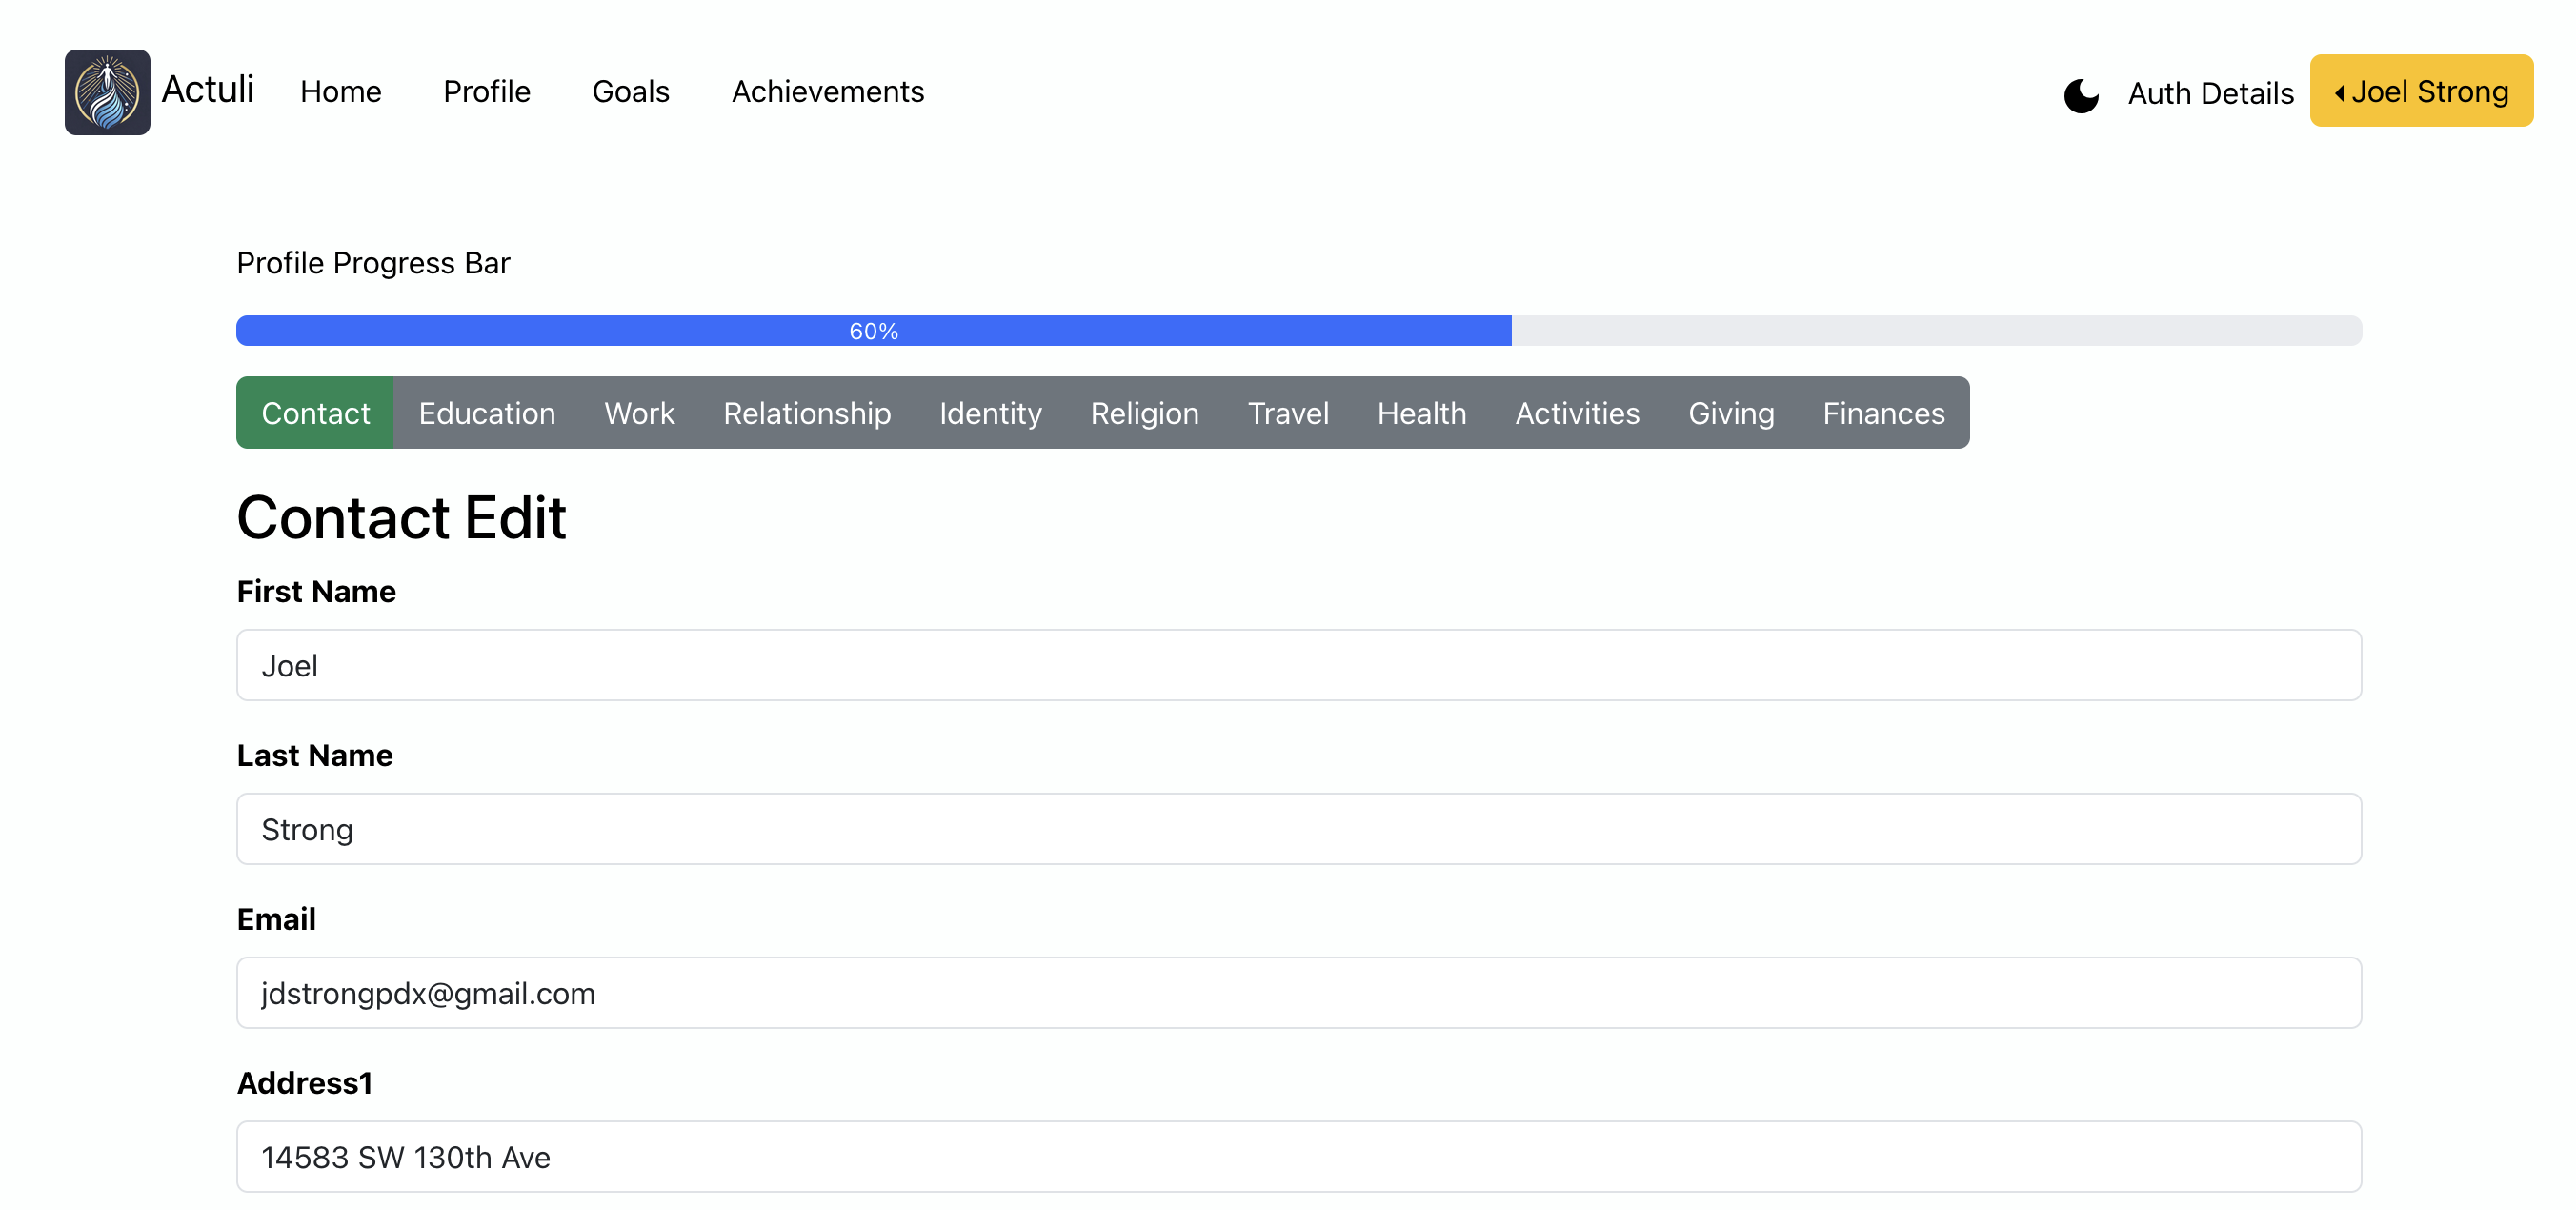 Actuli Home Profile Goals Achievements Auth Details Joel Strong
Profile Progress Bar
60%
Contact Education Work Relationship Identity Religion Travel Health Activities Giving Finances
Contact Edit
First Name
Joel
Last Name
Strong
Email
jdstrongpdx@gmail.com
Address1
14583 SW 130th Ave